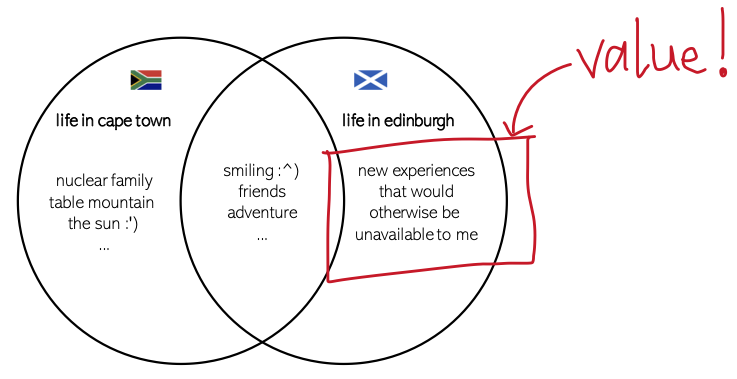 value!
life in cape town
life in edinburgh
nuclear family
table mountain
the sun :')
...
smiling :^)
friends
adventure
...
new experiences
that would
otherwise be
unavailable to me